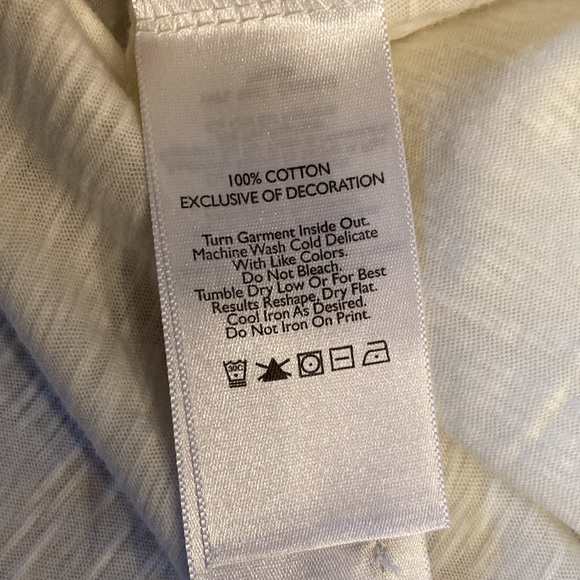 100% COTTON
EXCLUSIVE OF DECORATION
Turn Garment Inside Out.
Machine Wash Cold Delicate
With Like Colors.
Do Not Bleach.
Tumble Dry Low Or For Best
Results Reshape, Dry Flat.
Cool Iron As Desired.
Do Not Iron On Print.
30C